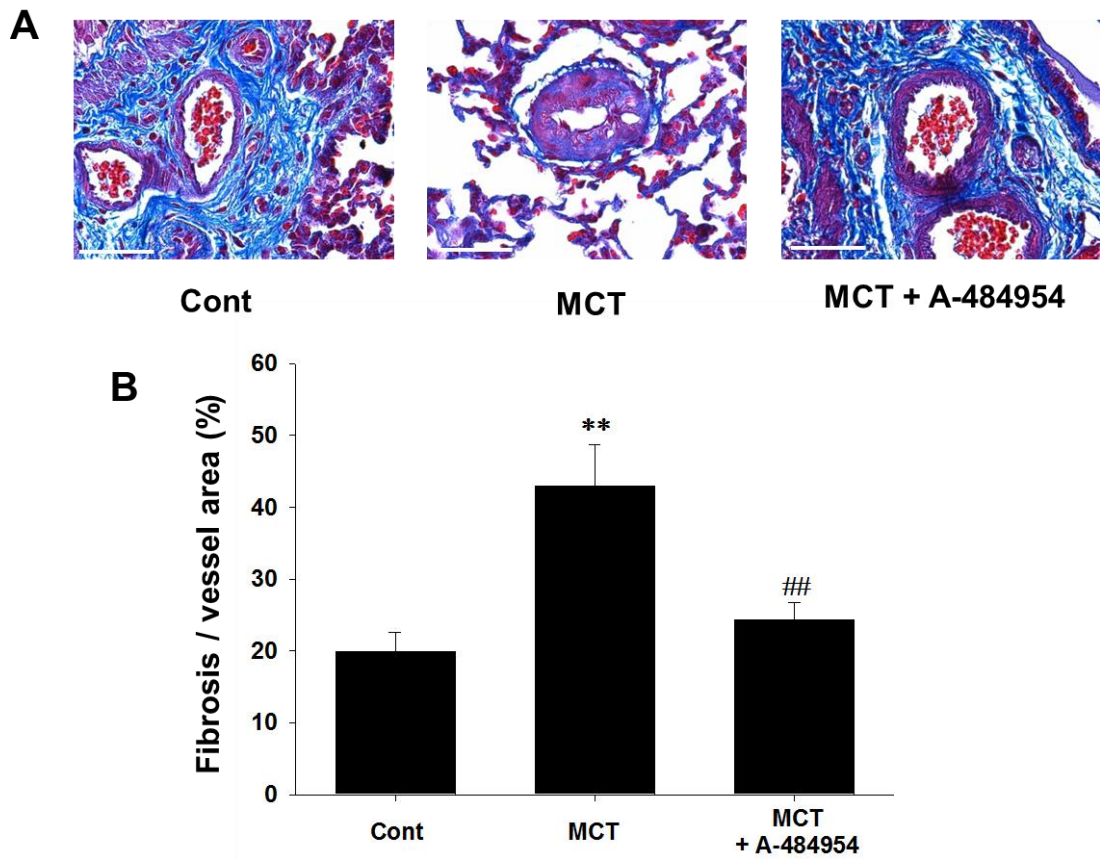 A
Cont
MCT
MCT + A-484954
B
Fibrosis / vessel area (%)
60
50
40
30
20
10
0
**
##
Cont
MCT
MCT
+ A-484954